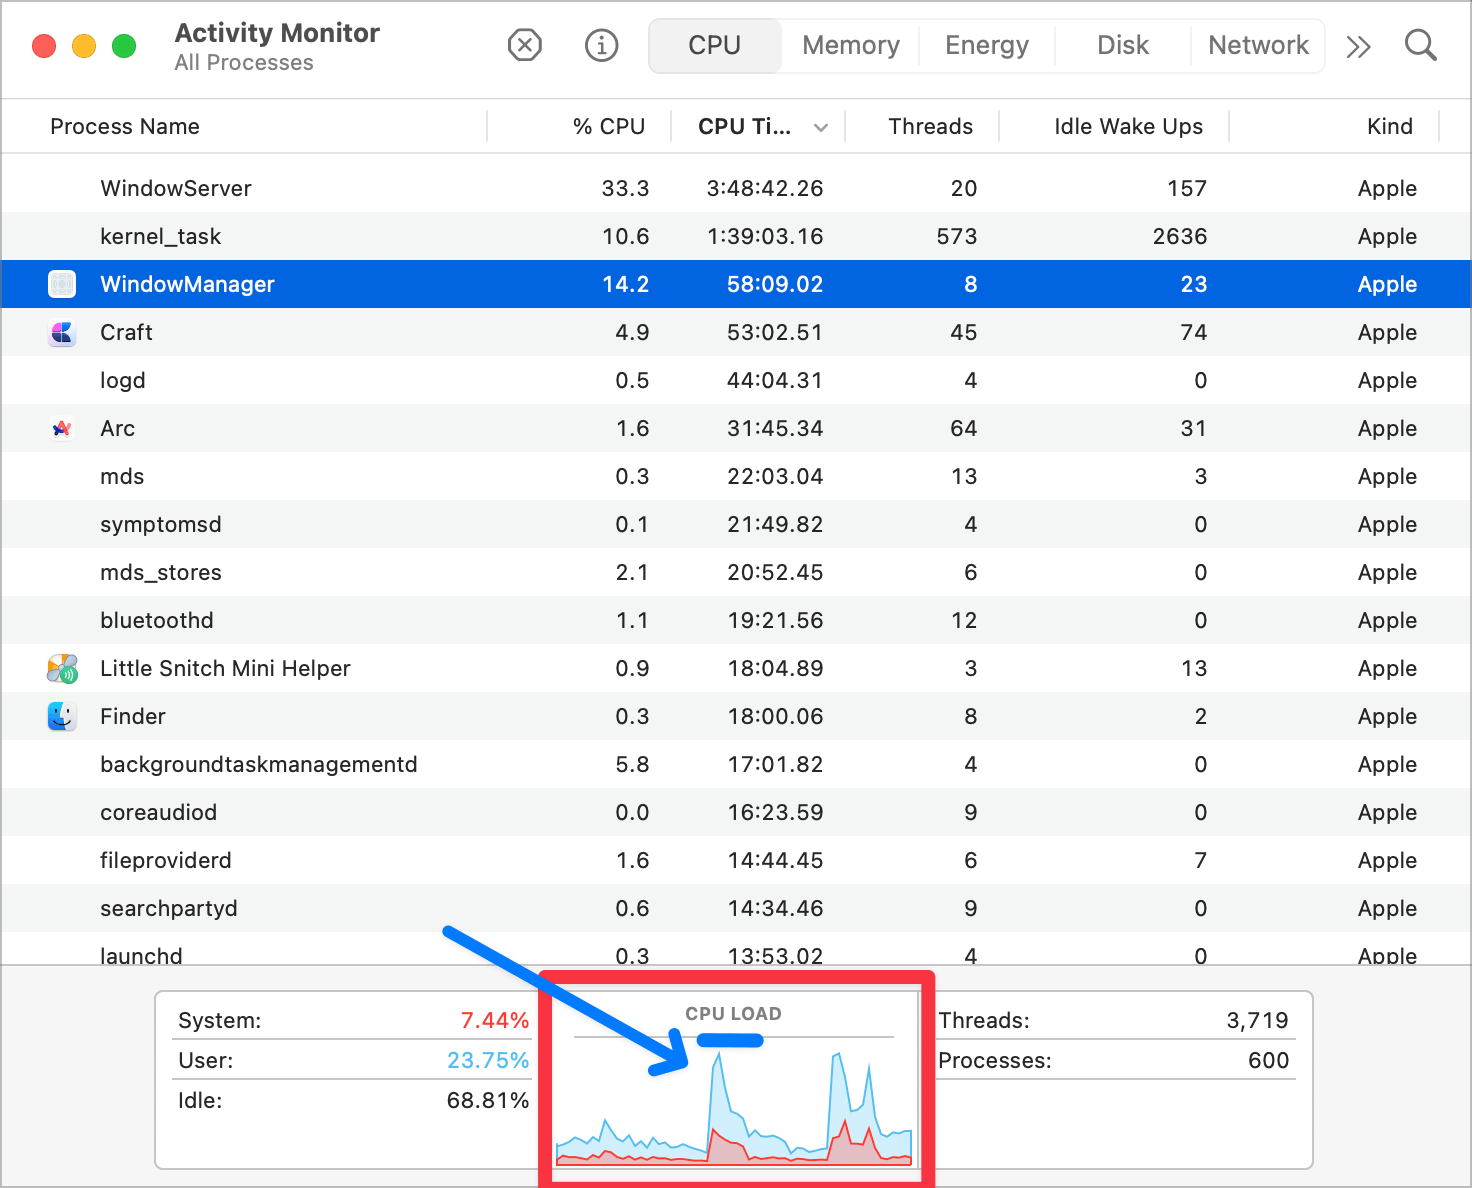 Activity Monitor
All Processes
CPU Memory Energy Disk Network
Process Name % CPU CPU Ti... Threads Idle Wake Ups Kind
WindowServer 33.3 3:48:42.26 20 157 Apple
kernel_task 10.6 1:39:03.16 573 2636 Apple
WindowManager 14.2 58:09.02 8 23 Apple
Craft 4.9 53:02.51 45 74 Apple
logd 0.5 44:04.31 4 0 Apple
Arc 1.6 31:45.34 64 31 Apple
mds 0.3 22:03.04 13 3 Apple
symptomsd 0.1 21:49.82 4 0 Apple
mds_stores 2.1 20:52.45 6 0 Apple
bluetoothd 1.1 19:21.56 12 0 Apple
Little Snitch Mini Helper 0.9 18:04.89 3 13 Apple
Finder 0.3 18:00.06 8 2 Apple
backgroundtaskmanagementd 5.8 17:01.82 4 0 Apple
coreaudiod 0.0 16:23.59 9 0 Apple
fileproviderd 1.6 14:44.45 6 7 Apple
searchpartyd 0.6 14:34.46 9 0 Apple
launchd 0.3 13:53.02 4 0 Apple
System: 7.44%
User: 23.75%
Idle: 68.81%
CPU LOAD
Threads: 3,719
Processes: 600